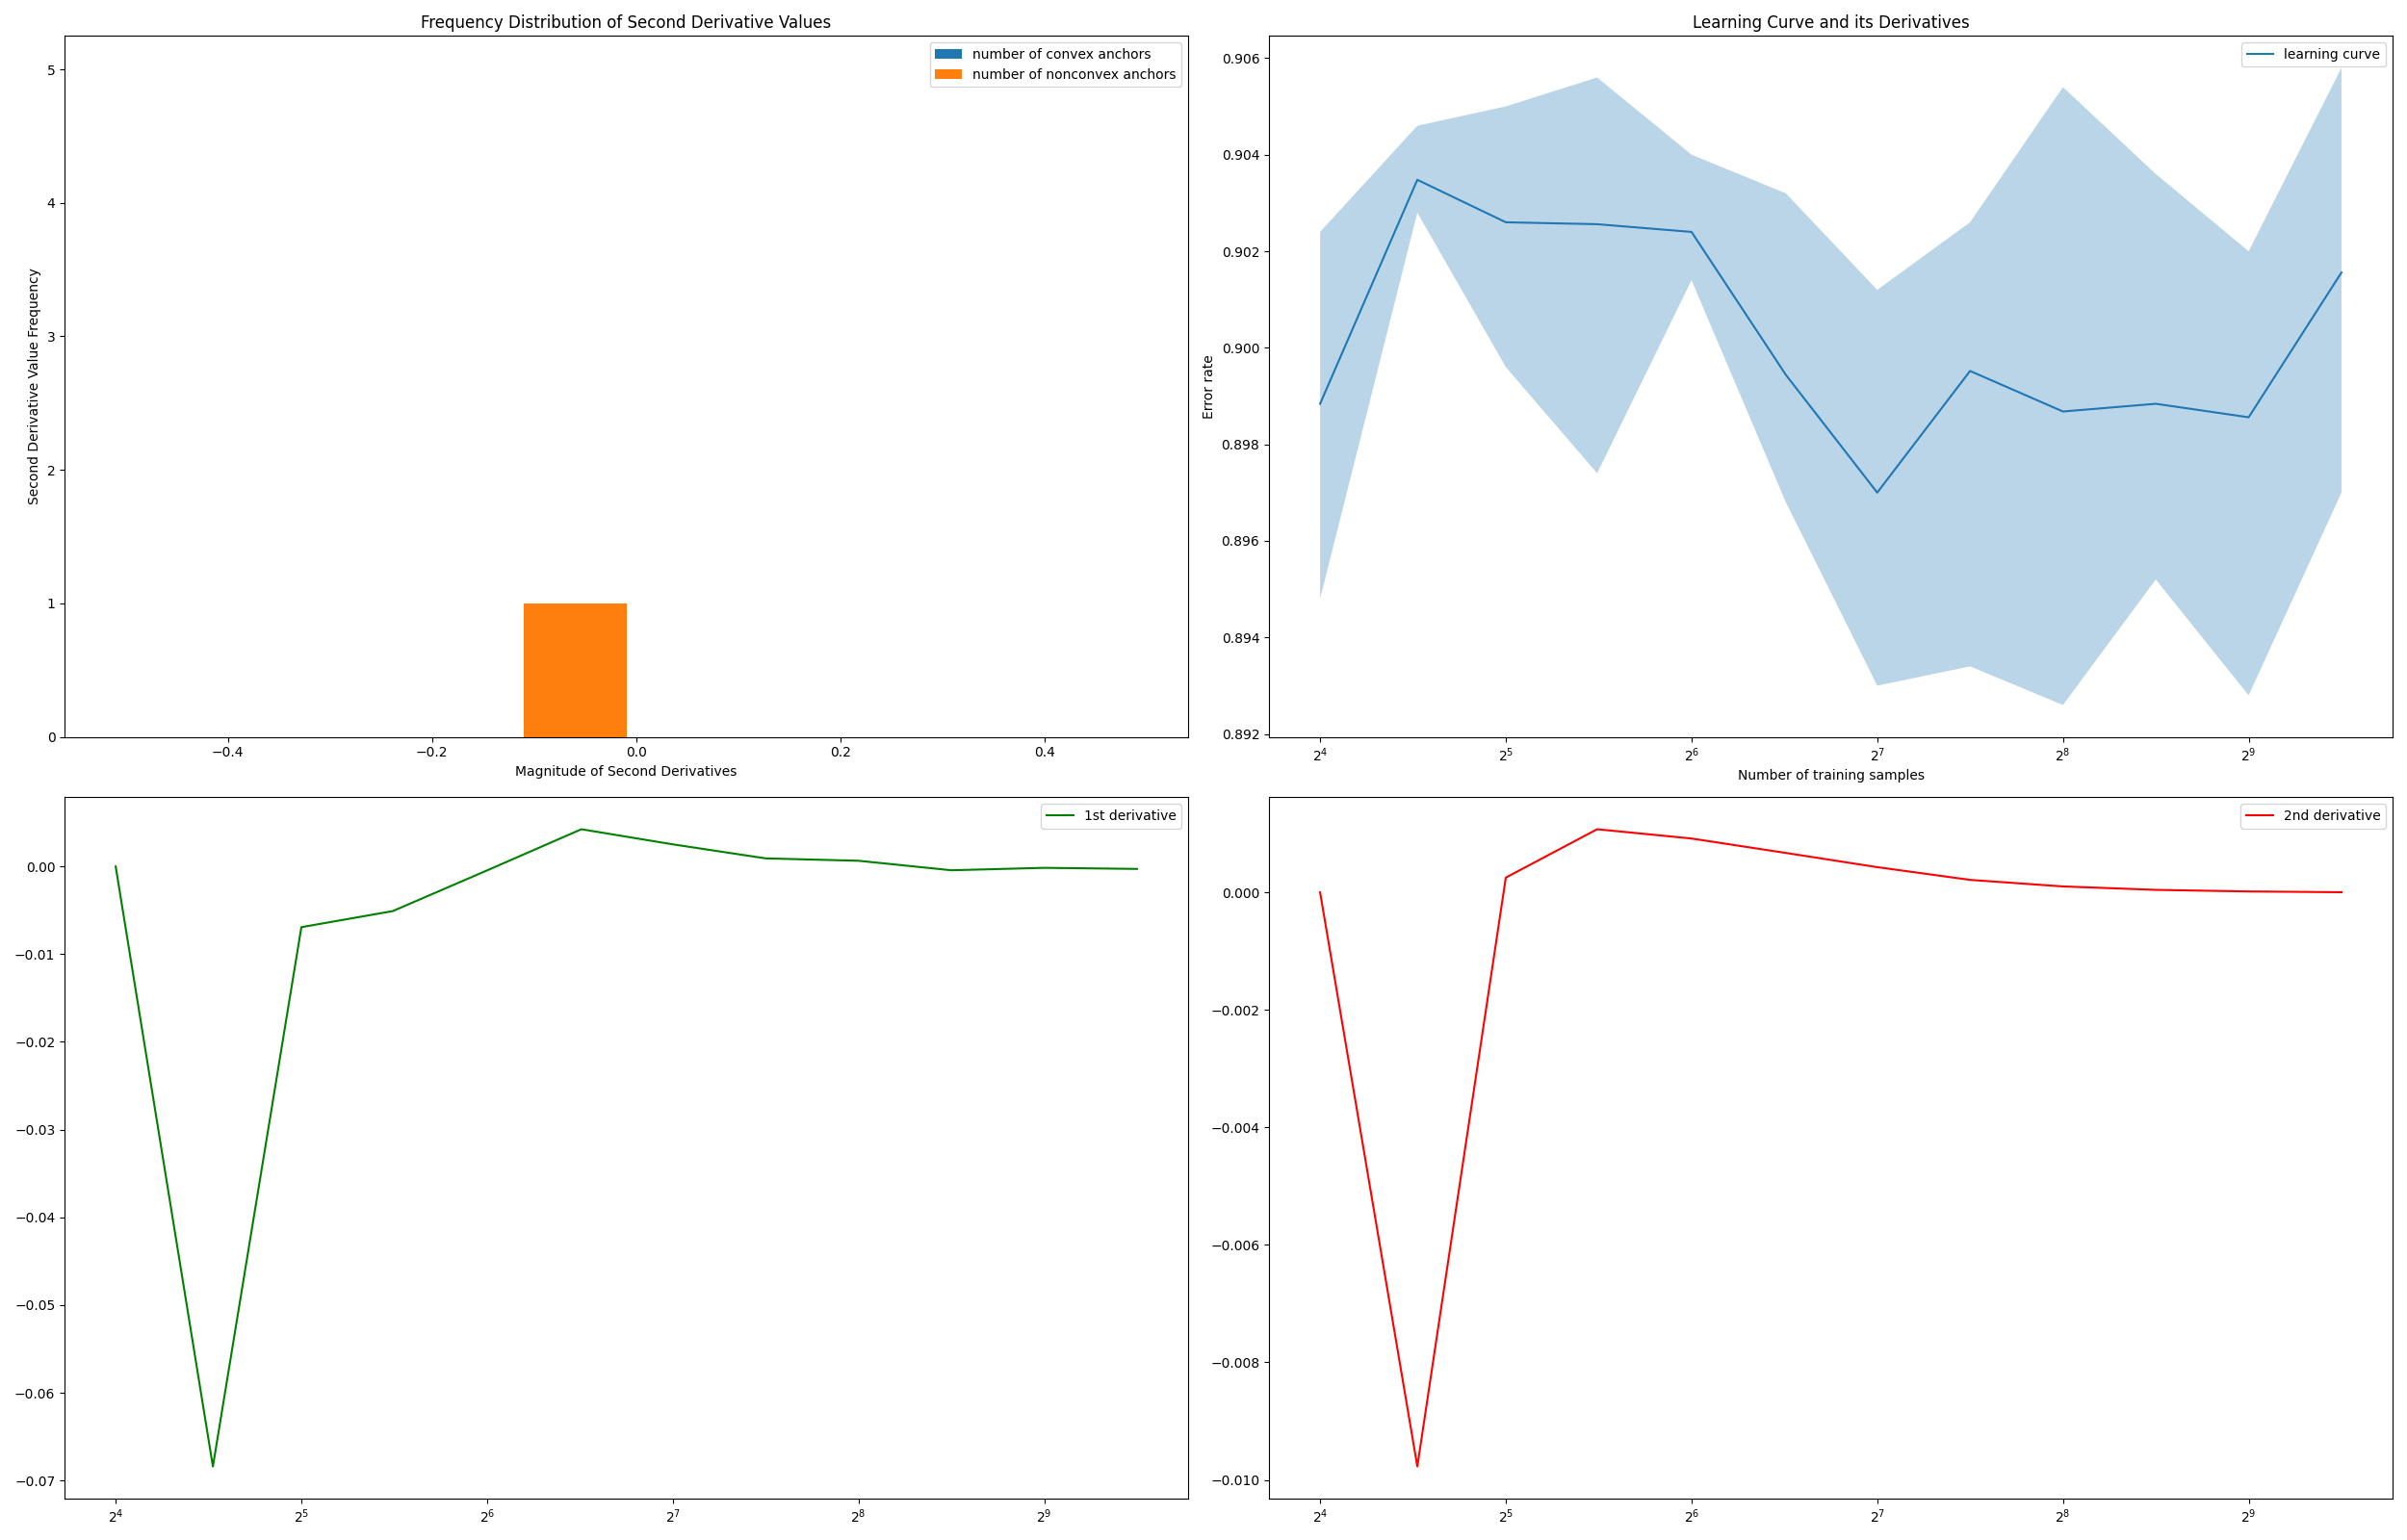 Frequency Distribution of Second Derivative Values
number of convex anchors
number of nonconvex anchors
5
4
3
2
1
0
Second Derivative Value Frequency
−0.4 −0.2 0.0 0.2 0.4
Magnitude of Second Derivatives
Learning Curve and its Derivatives
learning curve
0.906
0.904
0.902
0.900
0.898
0.896
0.894
0.892
Error rate
2⁴ 2⁵ 2⁶ 2⁷ 2⁸ 2⁹
Number of training samples
1st derivative
0.00
−0.01
−0.02
−0.03
−0.04
−0.05
−0.06
−0.07
2⁴ 2⁵ 2⁶ 2⁷ 2⁸ 2⁹
2nd derivative
0.000
−0.002
−0.004
−0.006
−0.008
−0.010
2⁴ 2⁵ 2⁶ 2⁷ 2⁸ 2⁹